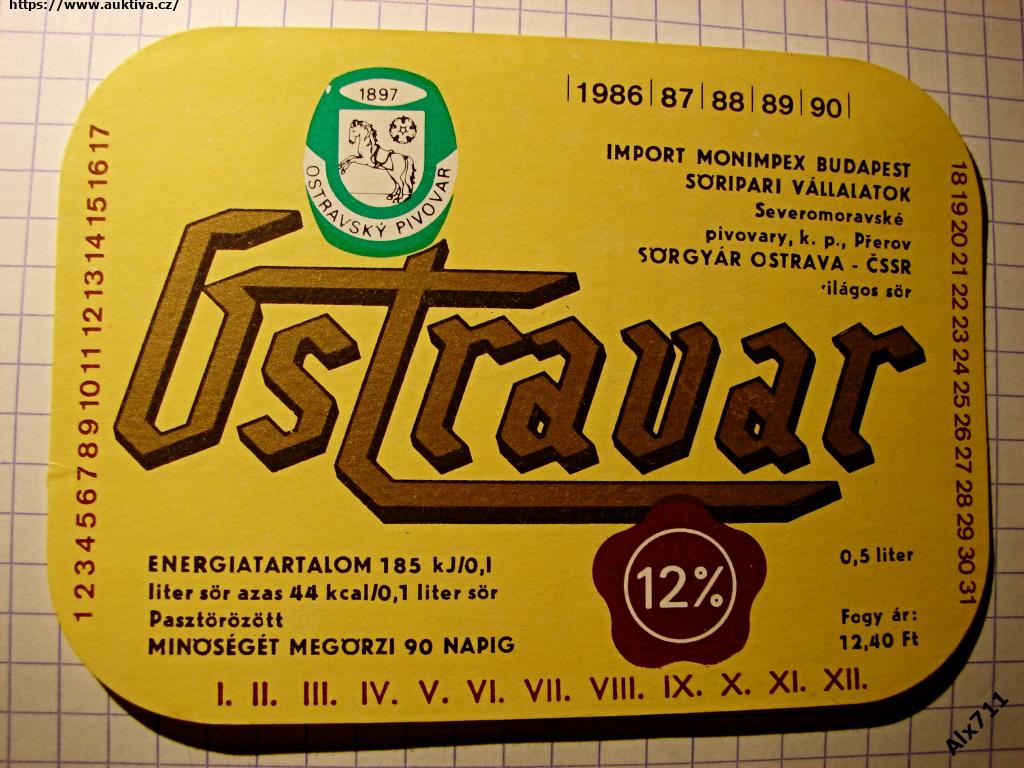 https://www.auktiva.cz/
1897
OSTRAVSKÝ PIVOVAR
1986 87 88 89 90
IMPORT MONIMPEX BUDAPEST
SÖRIPARI VÁLLALATOK
Severomoravské
pivovary, k. p., Přerov
SÖRGYÁR OSTRAVA - ČSSR
ilágos sör
Ostravar
1 2 3 4 5 6 7 8 9 10 11 12 13 14 15 16 17
18 19 20 21 22 23 24 25 26 27 28 29 30 31
ENERGIATARTALOM 185 kJ/0,l
liter sör azas 44 kcal/0,1 liter sör
Pasztörözött
MINÖSÉGÉT MEGÖRZI 90 NAPIG
12%
0,5 liter
Fogy ár:
12,40 Ft
I. II. III. IV. V. VI. VII. VIII. IX. X. XI. XII.
Alx711